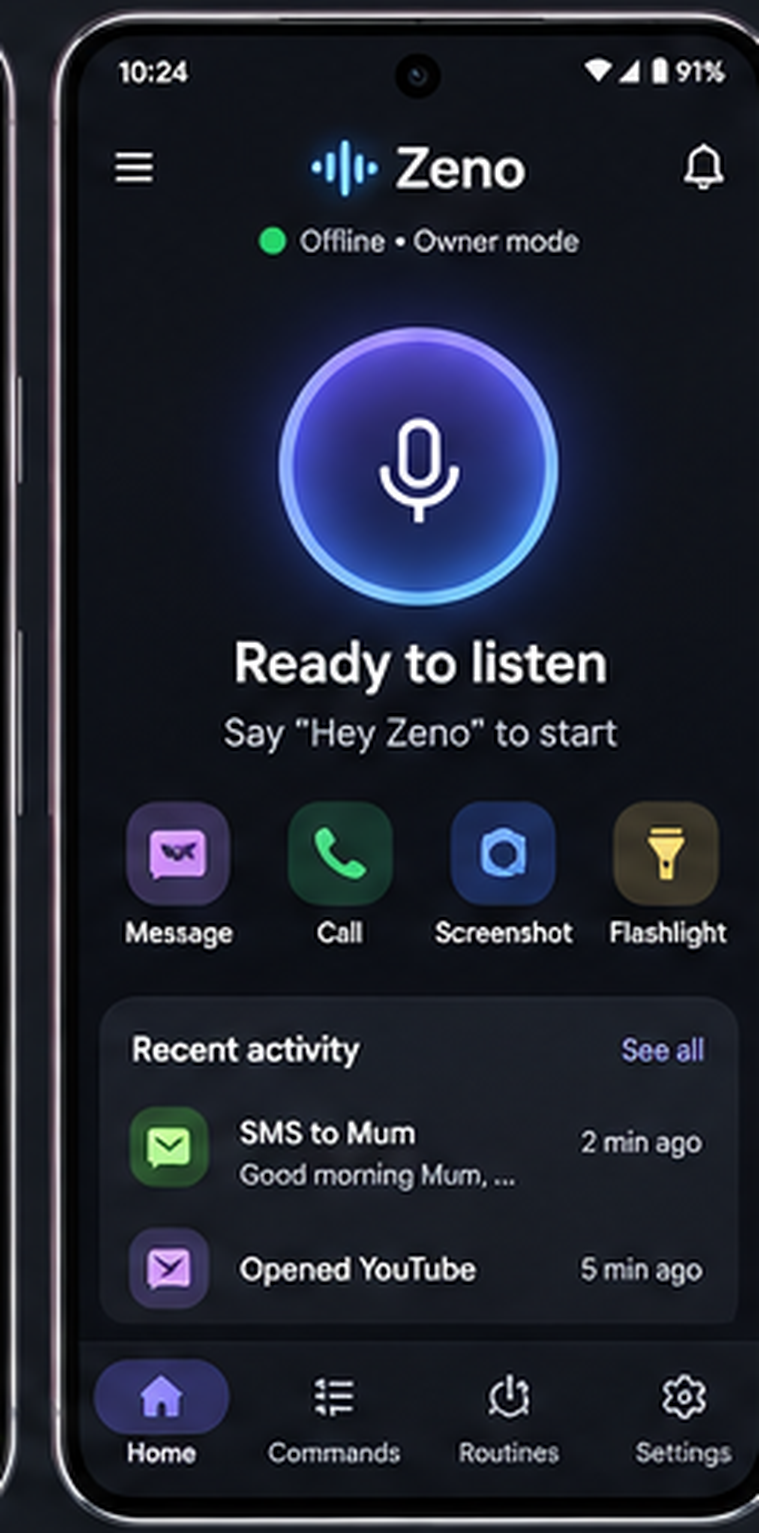 10:24
91%
Zeno
Offline • Owner mode
Ready to listen
Say "Hey Zeno" to start
Message
Call
Screenshot
Flashlight
Recent activity
See all
SMS to Mum
2 min ago
Good morning Mum, ...
Opened YouTube
5 min ago
Home
Commands
Routines
Settings